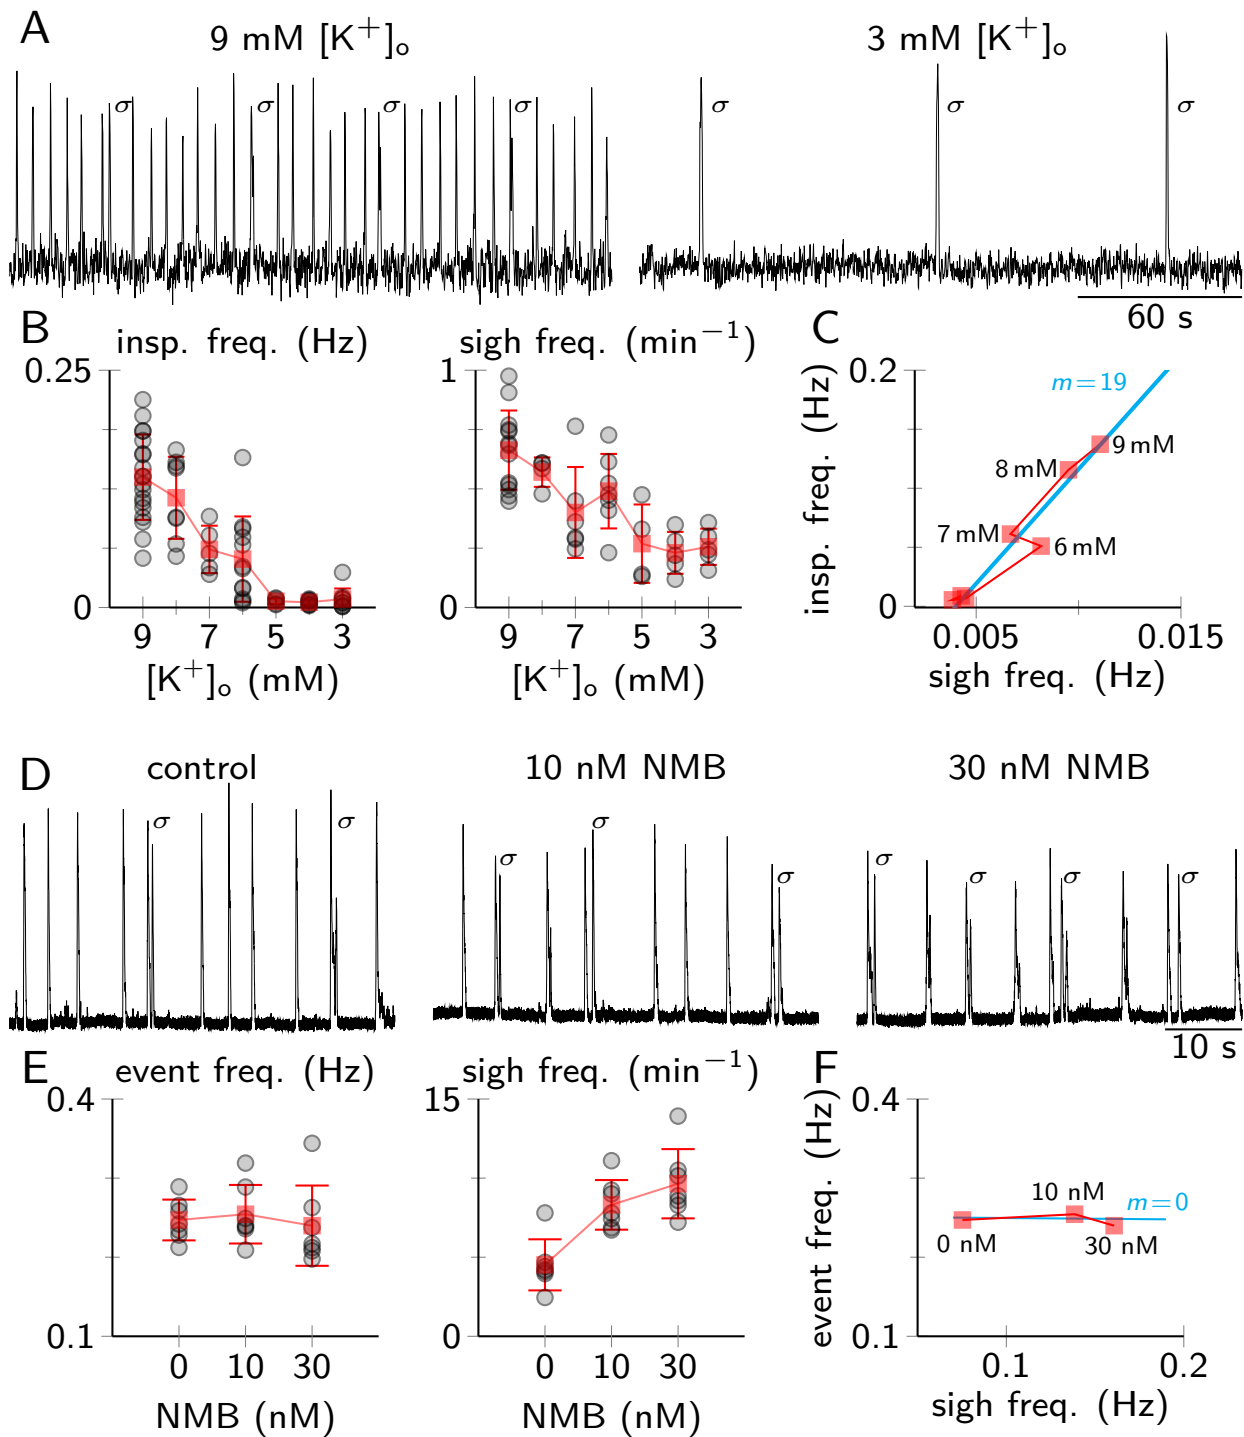 A
9 mM [K⁺]ₒ
3 mM [K⁺]ₒ
σ σ σ σ σ σ σ
60 s
B
insp. freq. (Hz)
0.25
0
9 7 5 3
[K⁺]ₒ (mM)
sigh freq. (min⁻¹)
1
0
9 7 5 3
[K⁺]ₒ (mM)
C
insp. freq. (Hz)
0.2
0
m=19
9 mM
8 mM
7 mM
6 mM
0.005 0.015
sigh freq. (Hz)
D
control
10 nM NMB
30 nM NMB
σ σ σ σ σ σ σ σ σ
10 s
E
event freq. (Hz)
0.4
0.1
0 10 30
NMB (nM)
sigh freq. (min⁻¹)
15
0
0 10 30
NMB (nM)
F
event freq. (Hz)
0.4
0.1
10 nM
m=0
0 nM
30 nM
0.1 0.2
sigh freq. (Hz)